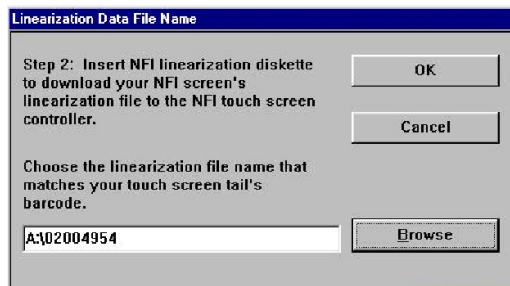 Linearization Data File Name
Step 2: Insert NFI linearization diskette
to download your NFI screen's
linearization file to the NFI touch screen
controller.
OK
Cancel
Choose the linearization file name that
matches your touch screen tail's
barcode.
A:\02004954
Browse